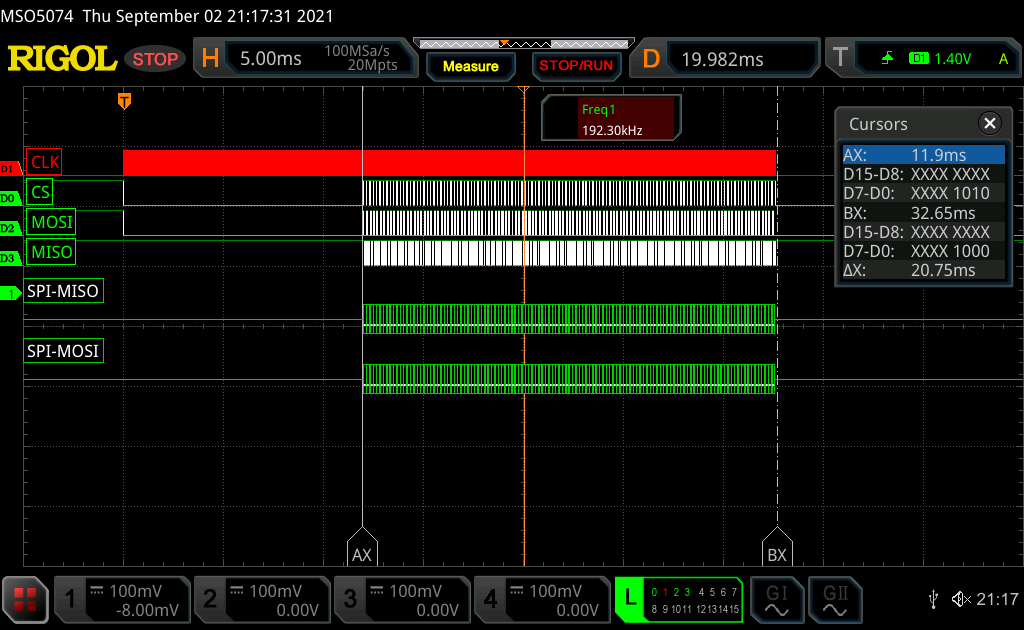 MSO5074 Thu September 02 21:17:31 2021
RIGOL STOP H 5.00ms 100MSa/s 20Mpts Measure STOP/RUN D 19.982ms T D1 1.40V A
T
Freq1
192.30kHz
Cursors
AX: 11.9ms
D15-D8: XXXX XXXX
D7-D0: XXXX 1010
BX: 32.65ms
D15-D8: XXXX XXXX
D7-D0: XXXX 1000
ΔX: 20.75ms
D1 CLK
D0 CS
D2 MOSI
D3 MISO
1 SPI-MISO
SPI-MOSI
AX BX
1 100mV -8.00mV
2 100mV 0.00V
3 100mV 0.00V
4 100mV 0.00V
L 0 1 2 3 4 5 6 7
8 9 10 11 12 13 14 15
GI GII 21:17